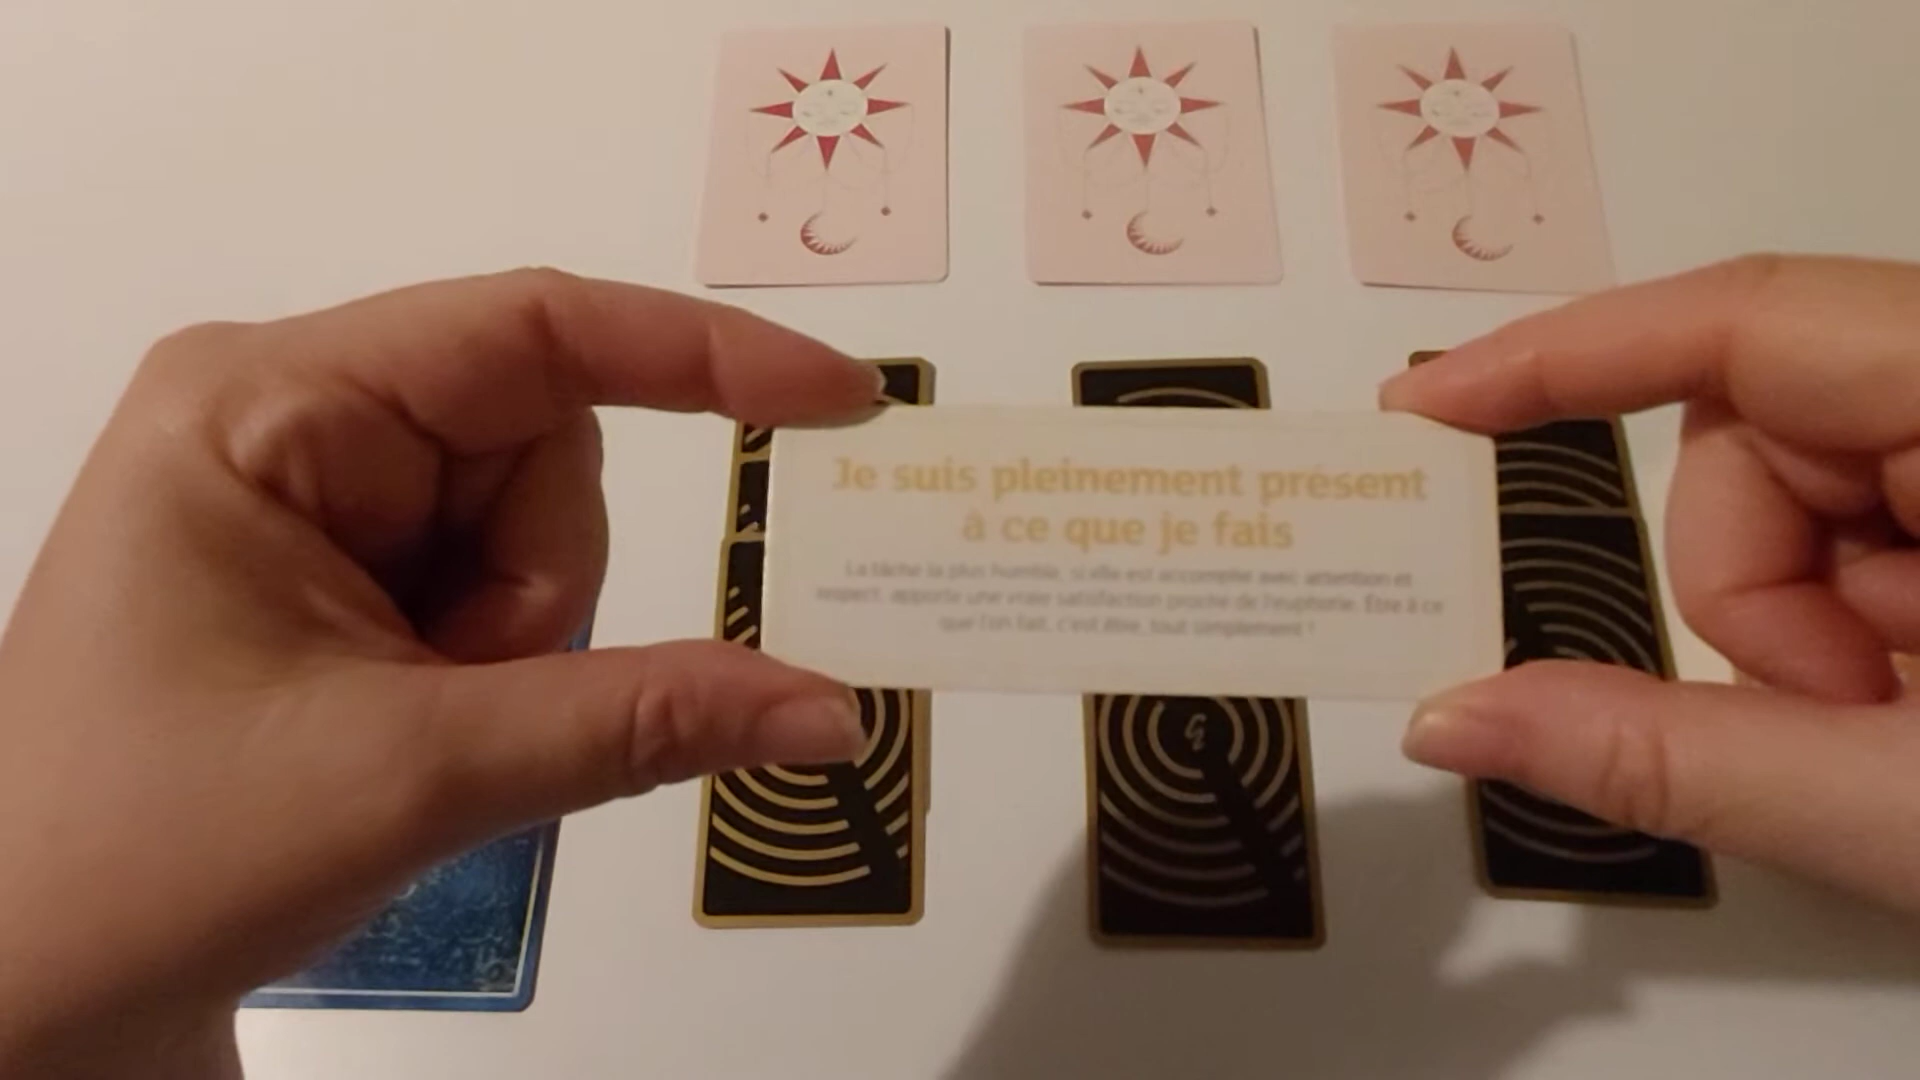 Je suis pleinement présent
à ce que je fais
La tâche la plus humble, si elle est accomplie avec attention et
respect, apporte une vraie satisfaction proche de l'euphorie. Être à ce
que l'on fait, c'est être, tout simplement !